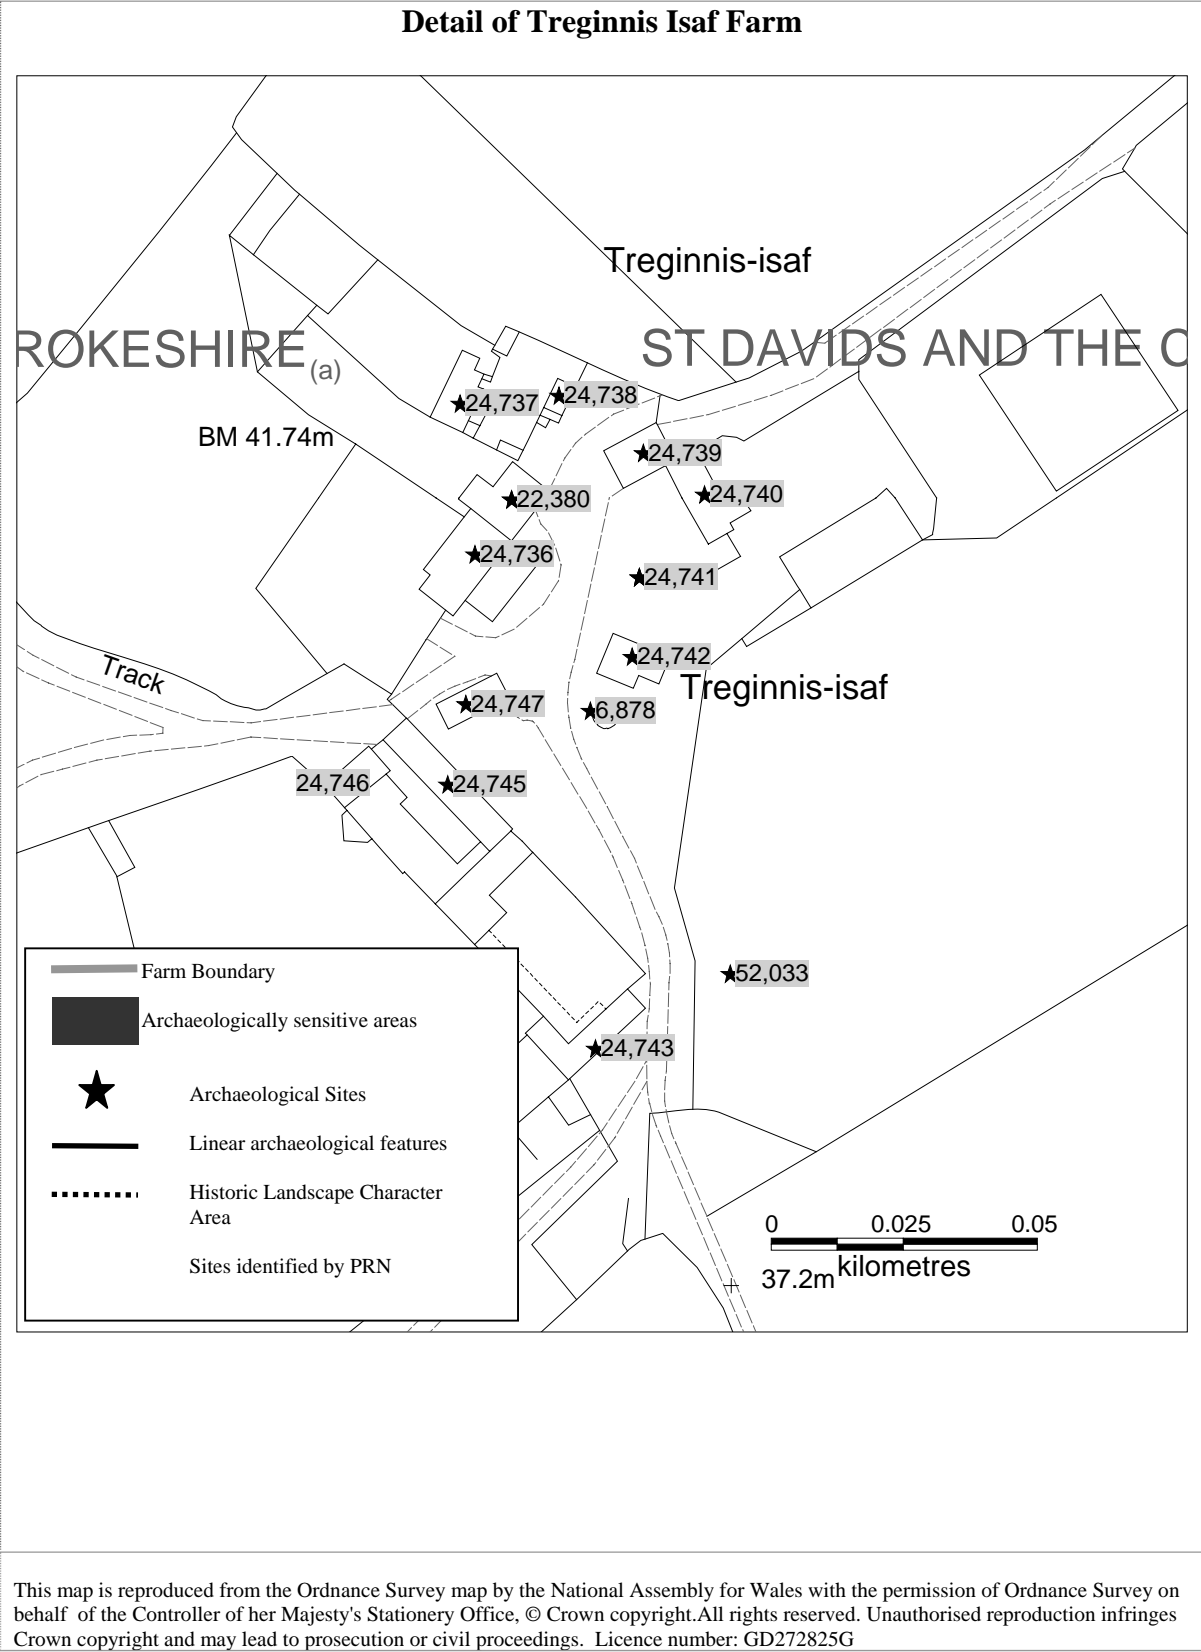 Detail of Treginnis Isaf Farm
Treginnis-isaf
ROKESHIRE
ST DAVIDS AND THE C
(a)
24,737
24,738
BM 41.74m
24,739
22,380
24,740
24,736
24,741
24,742
Track
Treginnis-isaf
24,747
6,878
24,746
24,745
52,033
24,743
Farm Boundary
Archaeologically sensitive areas
Archaeological Sites
Linear archaeological features
Historic Landscape Character
Area
Sites identified by PRN
0 0.025 0.05
kilometres
37.2m
This map is reproduced from the Ordnance Survey map by the National Assembly for Wales with the permission of Ordnance Survey on
behalf of the Controller of her Majesty's Stationery Office, © Crown copyright.All rights reserved. Unauthorised reproduction infringes
Crown copyright and may lead to prosecution or civil proceedings. Licence number: GD272825G